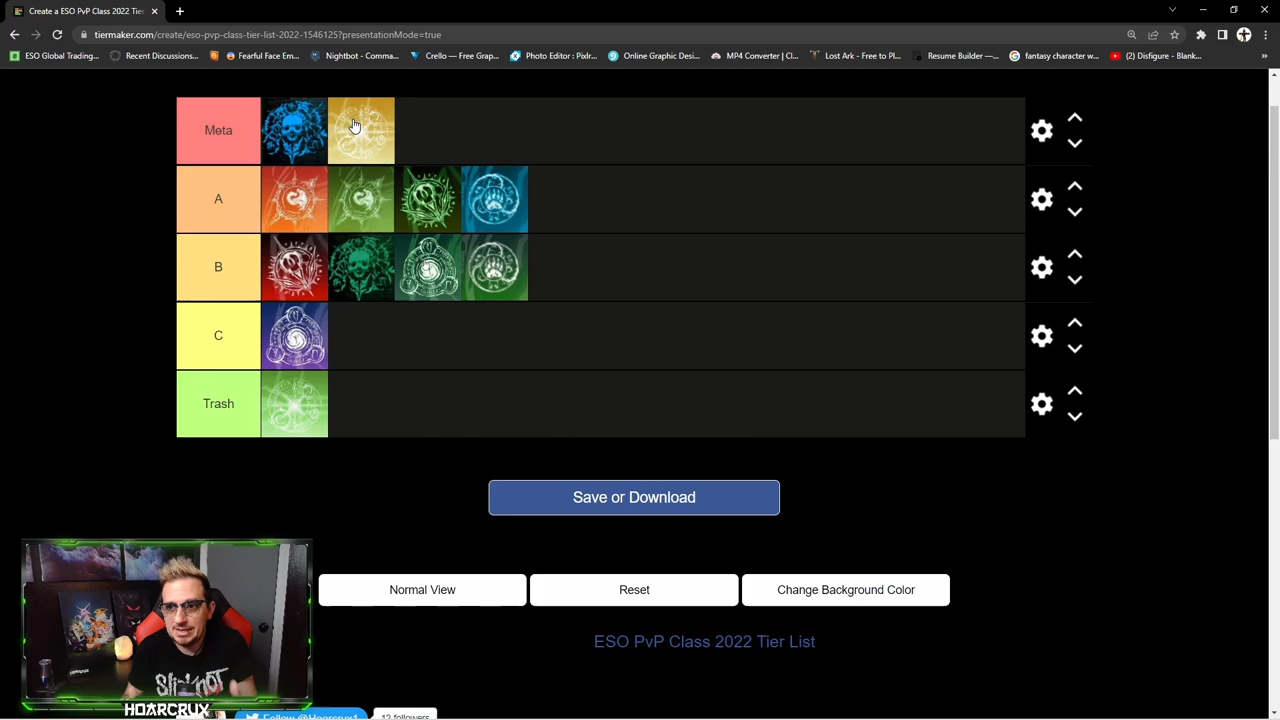 Create a ESO PvP Class 2022 Tier
tiermaker.com/create/eso-pvp-class-tier-list-2022-1546125?presentationMode=true
ESO Global Trading...
Recent Discussions...
Fearful Face Em...
Nightbot - Comma...
Crello — Free Grap...
Photo Editor : Pixlr...
Online Graphic Desi...
MP4 Converter | Cl...
Lost Ark - Free to Pl...
Resume Builder —...
fantasy character w...
(2) Disfigure - Blank...
Meta
A
B
C
Trash
Save or Download
Normal View
Reset
Change Background Color
ESO PvP Class 2022 Tier List
HOARCRUX
Follow @Hoarcrux1
12 followers